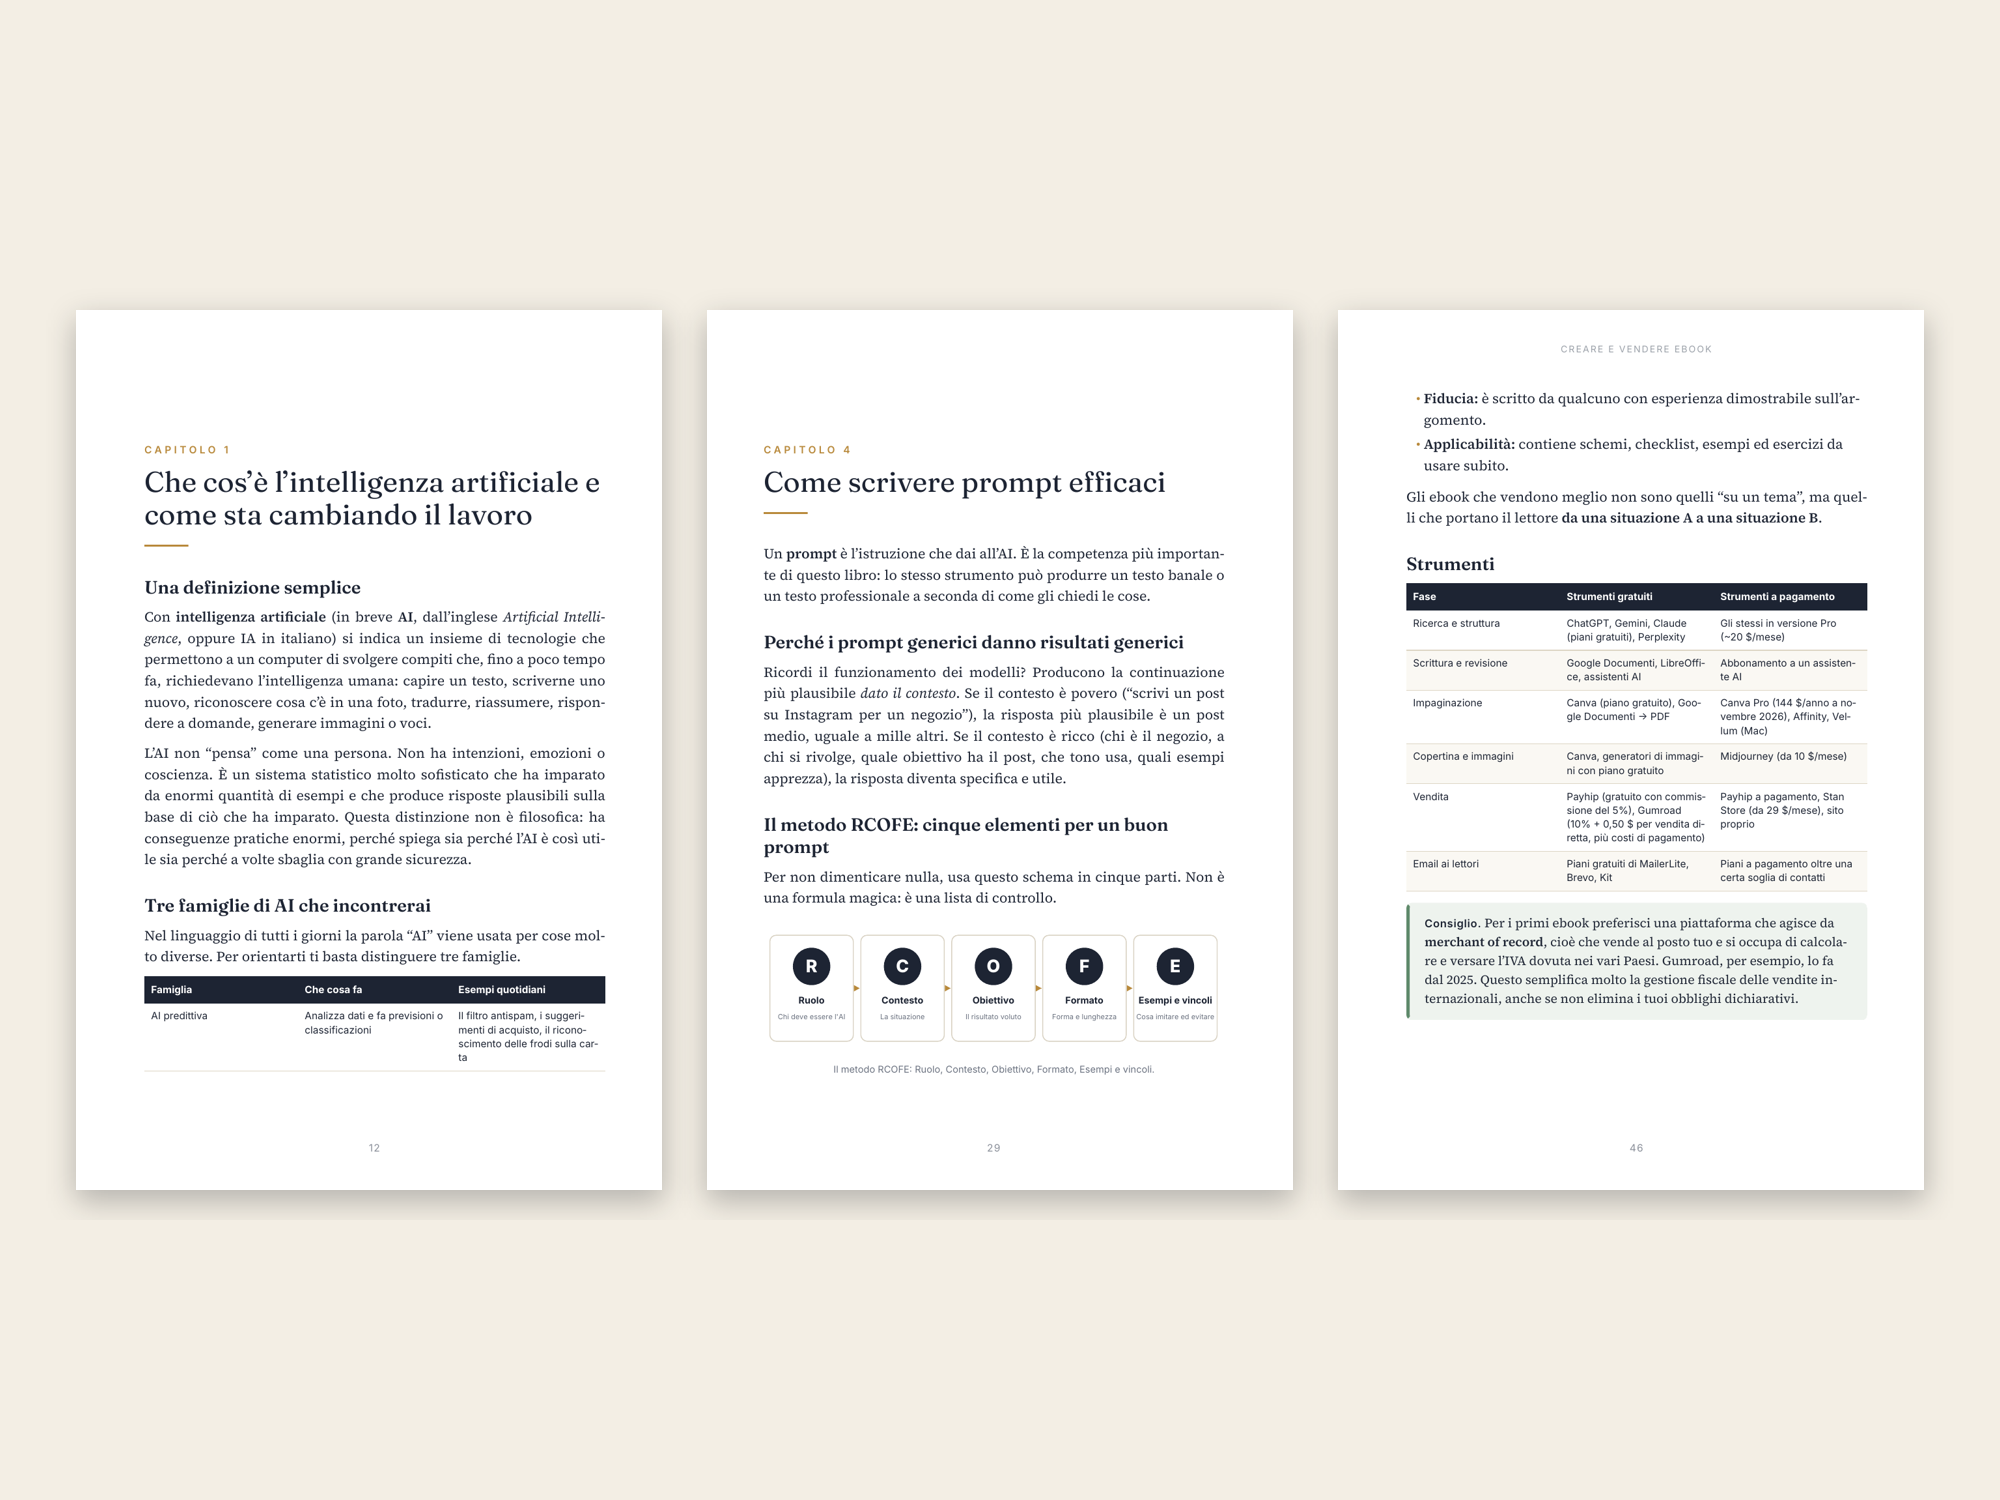 CAPITOLO 1
Che cos’è l’intelligenza artificiale e
come sta cambiando il lavoro
Una definizione semplice
Con intelligenza artificiale (in breve AI, dall’inglese Artificial Intelli-
gence, oppure IA in italiano) si indica un insieme di tecnologie che
permettono a un computer di svolgere compiti che, fino a poco tempo
fa, richiedevano l’intelligenza umana: capire un testo, scriverne uno
nuovo, riconoscere cosa c’è in una foto, tradurre, riassumere, rispon-
dere a domande, generare immagini o voci.
L’AI non “pensa” come una persona. Non ha intenzioni, emozioni o
coscienza. È un sistema statistico molto sofisticato che ha imparato
da enormi quantità di esempi e che produce risposte plausibili sulla
base di ciò che ha imparato. Questa distinzione non è filosofica: ha
conseguenze pratiche enormi, perché spiega sia perché l’AI è così uti-
le sia perché a volte sbaglia con grande sicurezza.
Tre famiglie di AI che incontrerai
Nel linguaggio di tutti i giorni la parola “AI” viene usata per cose mol-
to diverse. Per orientarti ti basta distinguere tre famiglie.
Famiglia Che cosa fa Esempi quotidiani
AI predittiva Analizza dati e fa previsioni o Il filtro antispam, i suggeri-
classificazioni menti di acquisto, il ricono-
scimento delle frodi sulla car-
ta
12
CAPITOLO 4
Come scrivere prompt efficaci
Un prompt è l’istruzione che dai all’AI. È la competenza più importan-
te di questo libro: lo stesso strumento può produrre un testo banale o
un testo professionale a seconda di come gli chiedi le cose.
Perché i prompt generici danno risultati generici
Ricordi il funzionamento dei modelli? Producono la continuazione
più plausibile dato il contesto. Se il contesto è povero (“scrivi un post
su Instagram per un negozio”), la risposta più plausibile è un post
medio, uguale a mille altri. Se il contesto è ricco (chi è il negozio, a
chi si rivolge, quale obiettivo ha il post, che tono usa, quali esempi
apprezza), la risposta diventa specifica e utile.
Il metodo RCOFE: cinque elementi per un buon
prompt
Per non dimenticare nulla, usa questo schema in cinque parti. Non è
una formula magica: è una lista di controllo.
R C O F E
Ruolo Contesto Obiettivo Formato Esempi e vincoli
Chi deve essere l'AI La situazione Il risultato voluto Forma e lunghezza Cosa imitare ed evitare
Il metodo RCOFE: Ruolo, Contesto, Obiettivo, Formato, Esempi e vincoli.
29
CREARE E VENDERE EBOOK
• Fiducia: è scritto da qualcuno con esperienza dimostrabile sull’ar-
gomento.
• Applicabilità: contiene schemi, checklist, esempi ed esercizi da
usare subito.
Gli ebook che vendono meglio non sono quelli “su un tema”, ma quel-
li che portano il lettore da una situazione A a una situazione B.
Strumenti
Fase Strumenti gratuiti Strumenti a pagamento
Ricerca e struttura ChatGPT, Gemini, Claude Gli stessi in versione Pro
(piani gratuiti), Perplexity (~20 $/mese)
Scrittura e revisione Google Documenti, LibreOffi- Abbonamento a un assisten-
ce, assistenti AI te AI
Impaginazione Canva (piano gratuito), Goo- Canva Pro (144 $/anno a no-
gle Documenti → PDF vembre 2026), Affinity, Vel-
lum (Mac)
Copertina e immagini Canva, generatori di immagi- Midjourney (da 10 $/mese)
ni con piano gratuito
Vendita Payhip (gratuito con commis- Payhip a pagamento, Stan
sione del 5%), Gumroad Store (da 29 $/mese), sito
(10% + 0,50 $ per vendita di- proprio
retta, più costi di pagamento)
Email ai lettori Piani gratuiti di MailerLite, Piani a pagamento oltre una
Brevo, Kit certa soglia di contatti
Consiglio. Per i primi ebook preferisci una piattaforma che agisce da
merchant of record, cioè che vende al posto tuo e si occupa di calcola-
re e versare l’IVA dovuta nei vari Paesi. Gumroad, per esempio, lo fa
dal 2025. Questo semplifica molto la gestione fiscale delle vendite in-
ternazionali, anche se non elimina i tuoi obblighi dichiarativi.
46